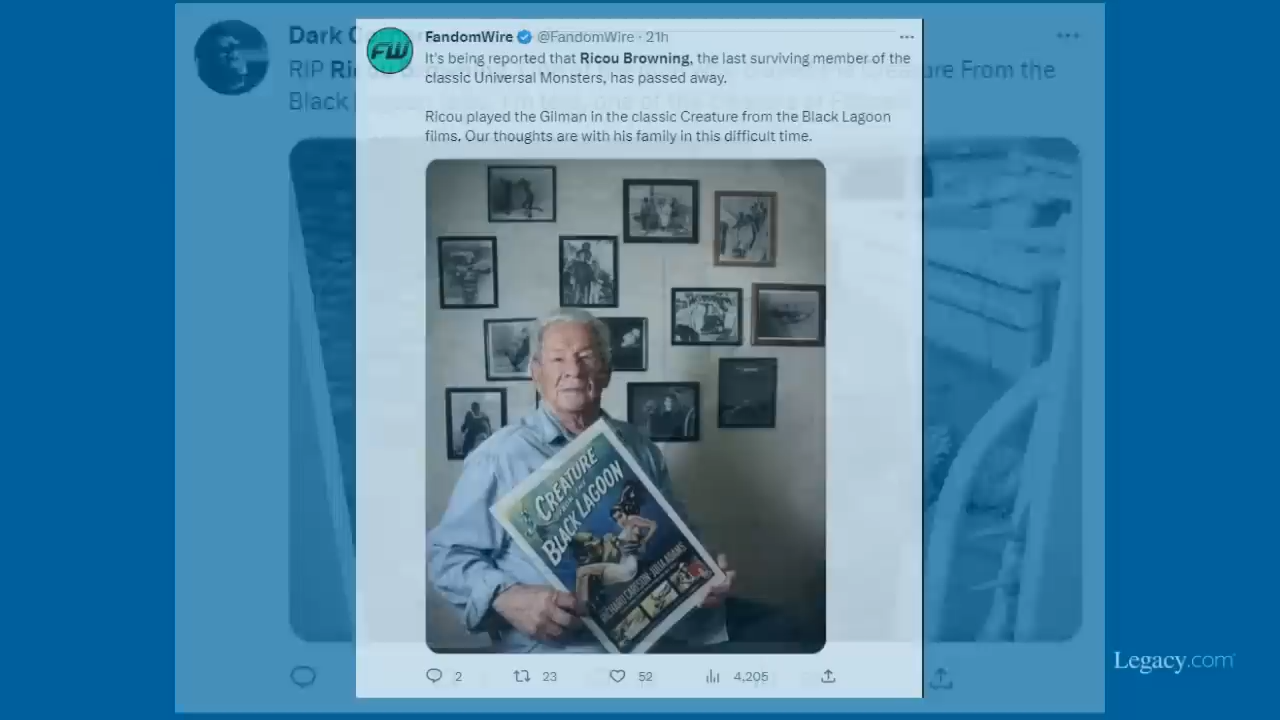 Dark
FandomWire @FandomWire · 21h
It's being reported that Ricou Browning, the last surviving member of the
classic Universal Monsters, has passed away.
Ricou played the Gilman in the classic Creature from the Black Lagoon
films. Our thoughts are with his family in this difficult time.
FW
RIP
Creature From the
Black
CREATURE
FROM THE
BLACK LAGOON
RICHARD CARLSON · JULIA ADAMS
2 23 52 4,205
Legacy.com